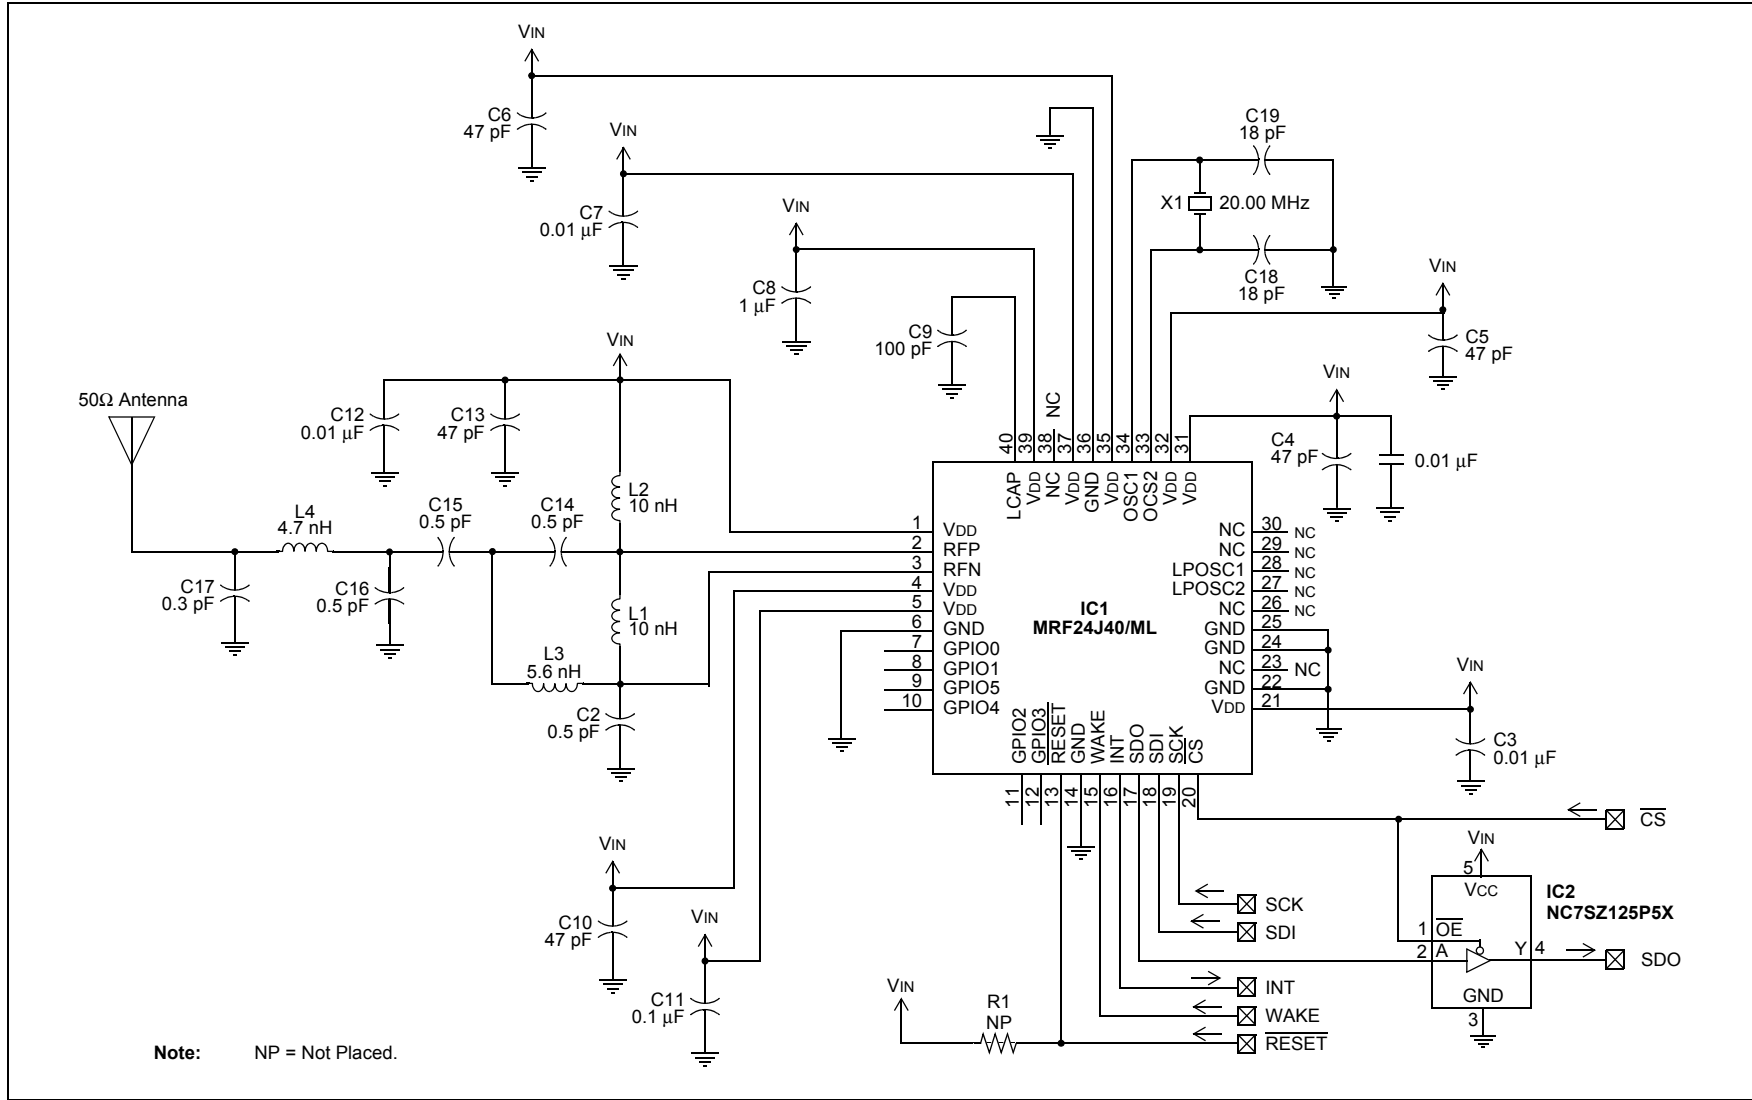 VIN
C6
47 pF
VIN
C7
0.01 μF
VIN
C8
1 μF
C9
100 pF
C19
18 pF
X1
20.00 MHz
C18
18 pF
VIN
C5
47 pF
VIN
C4
47 pF
0.01 μF
VIN
C12
0.01 μF
C13
47 pF
50Ω Antenna
L2
10 nH
L4
4.7 nH
C15
0.5 pF
C14
0.5 pF
C17
0.3 pF
C16
0.5 pF
L1
10 nH
L3
5.6 nH
C2
0.5 pF
NC
40
39
38
37
36
35
34
33
32
31
LCAP
VDD
NC
VDD
GND
VDD
OSC1
OCS2
VDD
VDD
1 VDD
2 RFP
3 RFN
4 VDD
5 VDD
6 GND
7 GPIO0
8 GPIO1
9 GPIO5
10 GPIO4
IC1
MRF24J40/ML
NC 30 NC
NC 29 NC
LPOSC1 28 NC
LPOSC2 27 NC
NC 26 NC
GND 25
GND 24
NC 23 NC
GND 22
VDD 21
GPIO2
GPIO3
RESET
GND
WAKE
INT
SDO
SDI
SCK
CS
11
12
13
14
15
16
17
18
19
20
VIN
C3
0.01 μF
CS
VIN
5
VCC
IC2
NC7SZ125P5X
1 OE
2 A
Y 4
GND
3
SDO
SCK
SDI
INT
WAKE
RESET
VIN
C10
47 pF
VIN
C11
0.1 μF
VIN
R1
NP
Note: NP = Not Placed.